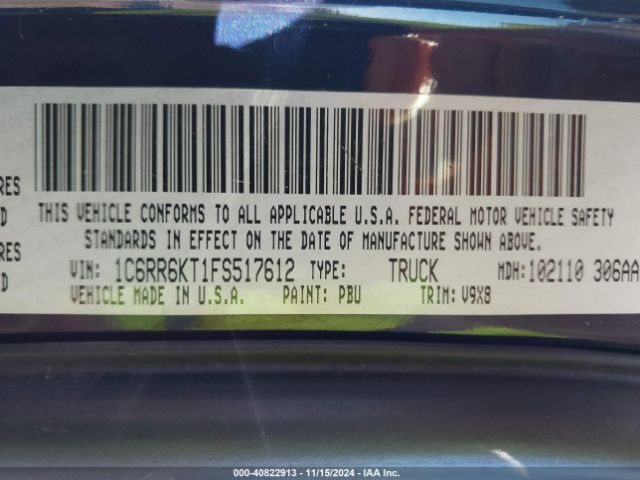 THIS VEHICLE CONFORMS TO ALL APPLICABLE U.S.A. FEDERAL MOTOR VEHICLE SAFETY
STANDARDS IN EFFECT ON THE DATE OF MANUFACTURE SHOWN ABOVE.
VIN: 1C6RR6KT1FS517612 TYPE: TRUCK MDH:102110 306AA
VEHICLE MADE IN U.S.A. PAINT: PBU TRIM: V9X8
RES
D
RES
D
000-40822913 - 11/15/2024 - IAA Inc.